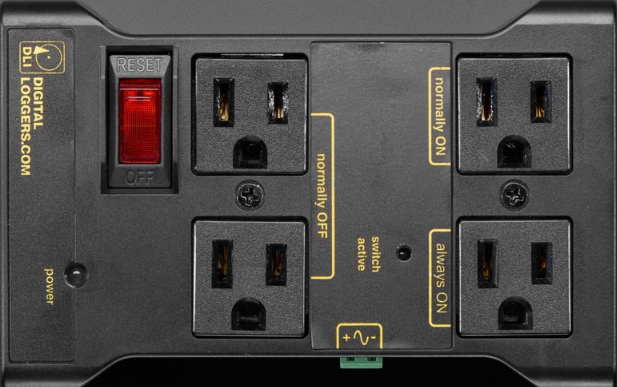 DLI
DIGITAL
LOGGERS.COM
RESET
OFF
power
normally OFF
switch
active
normally ON
always ON
+ -